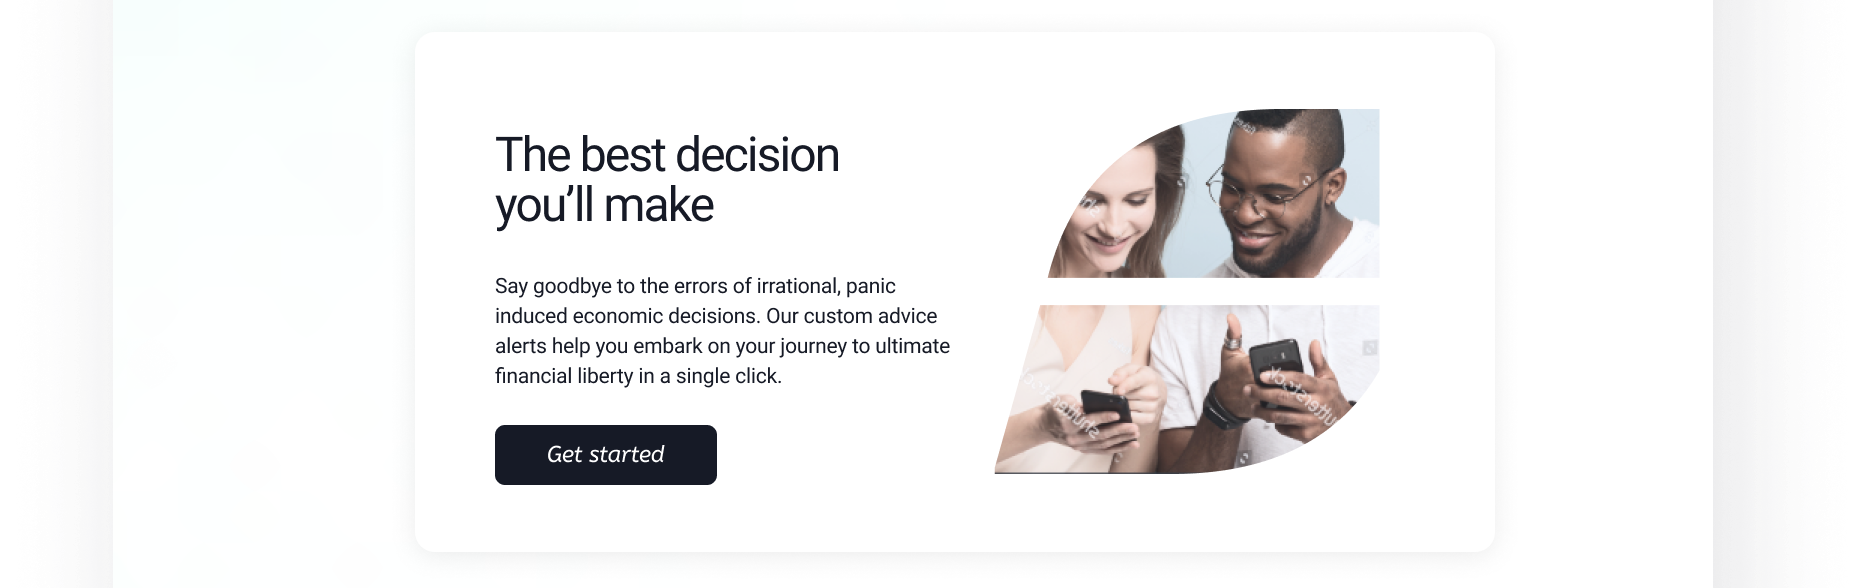 The best decision
you’ll make
Say goodbye to the errors of irrational, panic
induced economic decisions. Our custom advice
alerts help you embark on your journey to ultimate
financial liberty in a single click.
Get started